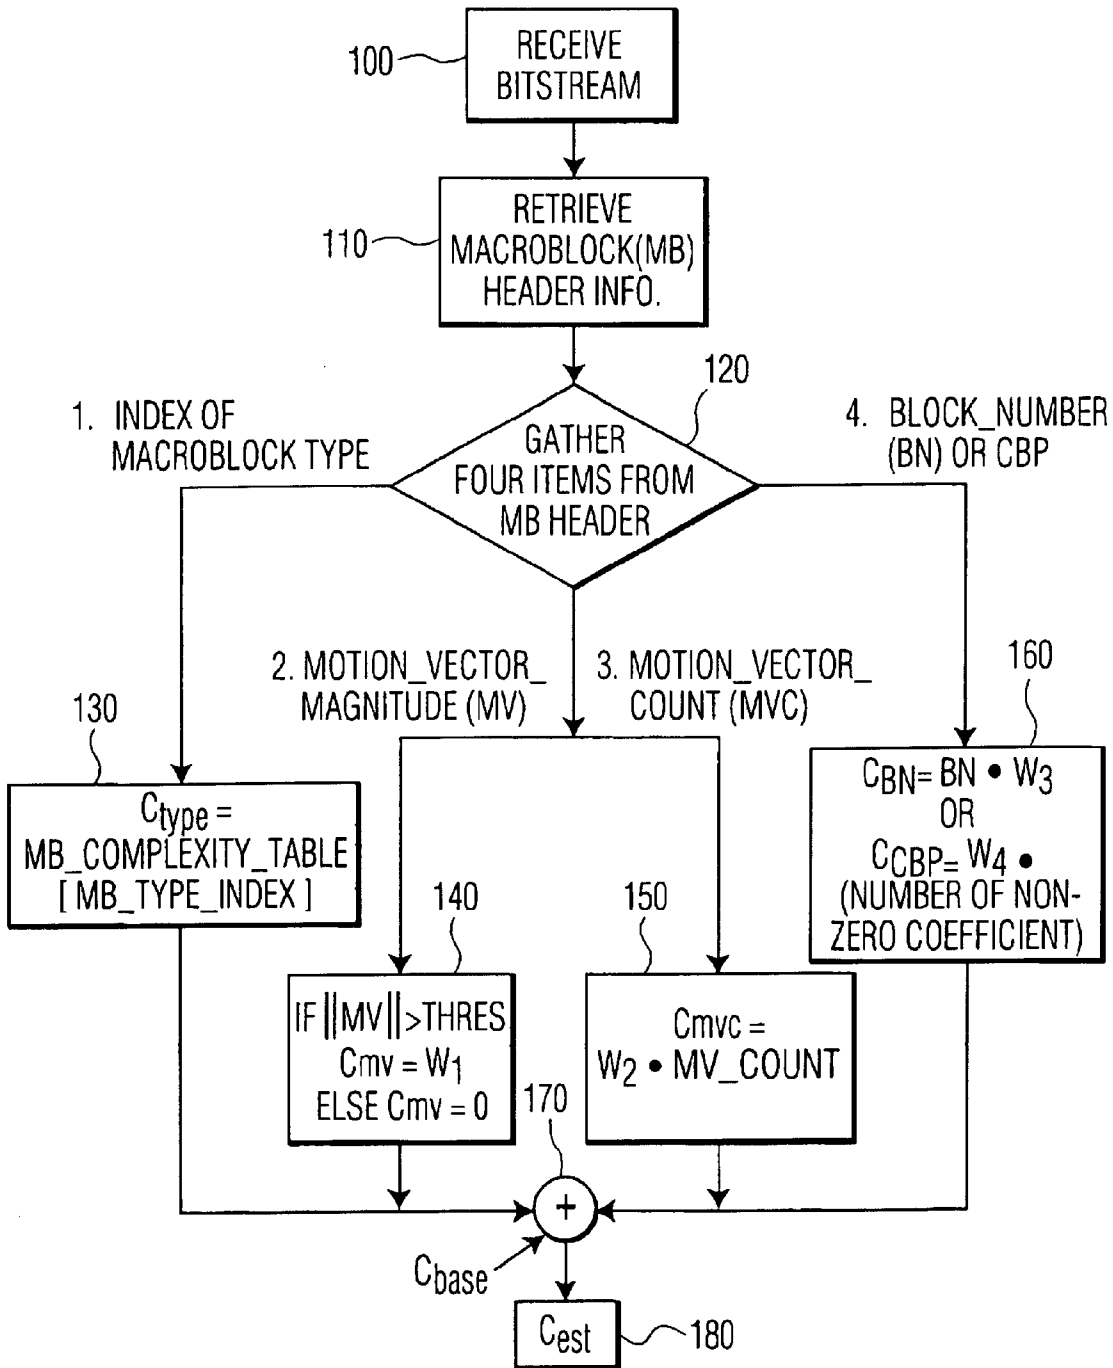 100
RECEIVE
BITSTREAM
110
RETRIEVE
MACROBLOCK(MB)
HEADER INFO.
120
GATHER
FOUR ITEMS FROM
MB HEADER
1. INDEX OF
MACROBLOCK TYPE
4. BLOCK_NUMBER
(BN) OR CBP
2. MOTION_VECTOR_
MAGNITUDE (MV)
3. MOTION_VECTOR_
COUNT (MVC)
130
Ctype =
MB_COMPLEXITY_TABLE
[ MB_TYPE_INDEX ]
160
CBN= BN • W3
OR
CCBP= W4 •
(NUMBER OF NON-
ZERO COEFFICIENT)
140
IF ||MV||>THRES
Cmv = W1
ELSE Cmv = 0
150
Cmvc =
W2 • MV_COUNT
170
+
Cbase
Cest
180